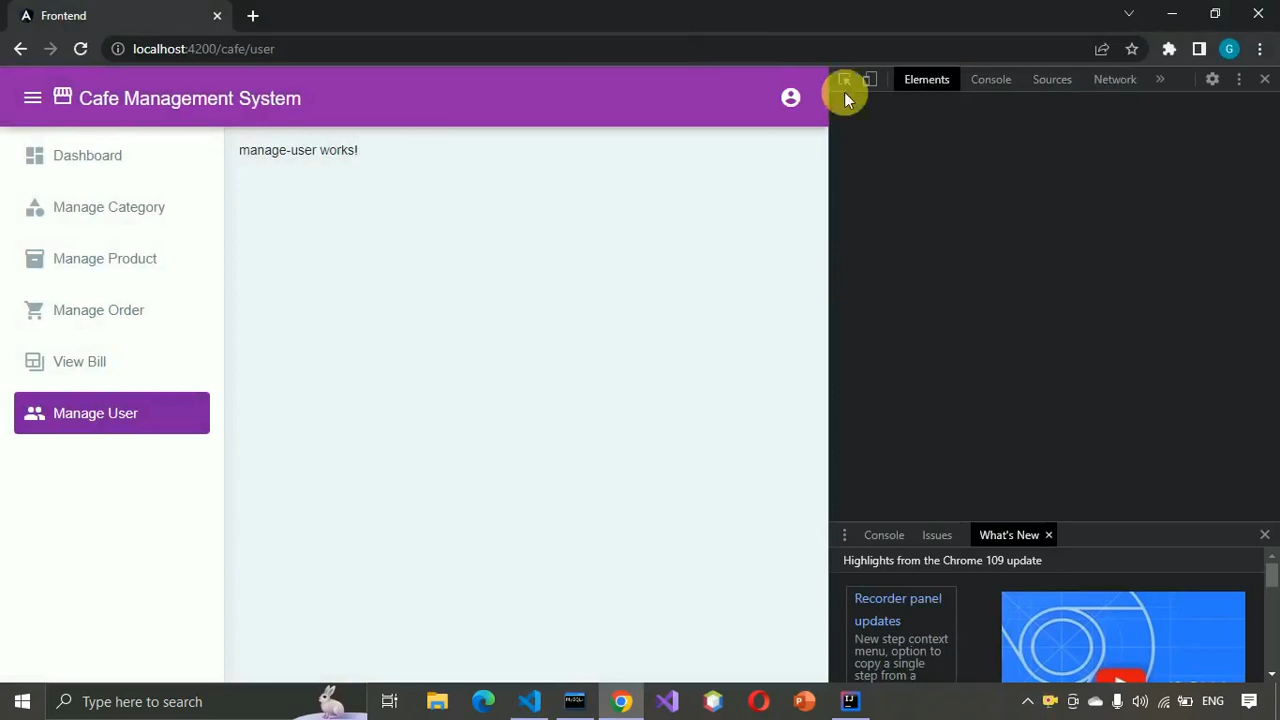 Frontend
localhost:4200/cafe/user
G
Cafe Management System
Dashboard
Manage Category
Manage Product
Manage Order
View Bill
Manage User
manage-user works!
Elements
Console
Sources
Network
Console
Issues
What's New
Highlights from the Chrome 109 update
Recorder panel
updates
New step context
menu, option to
copy a single
step from a
Type here to search
ENG